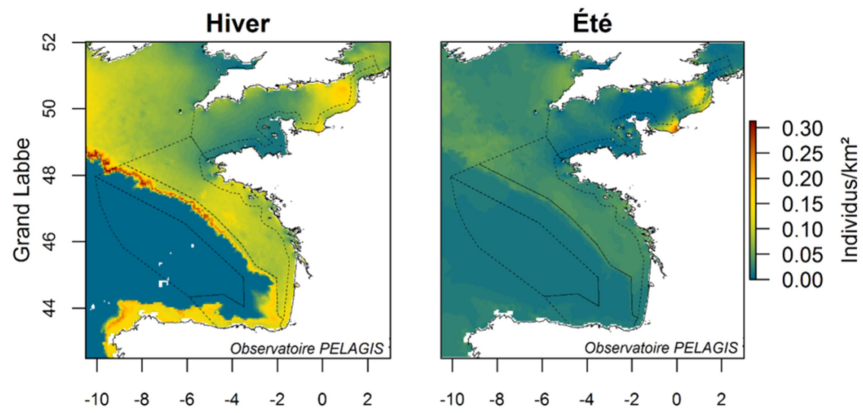 Hiver
Été
Grand Labbe
52
50
48
46
44
-10 -8 -6 -4 -2 0 2
Observatoire PELAGIS
-10 -8 -6 -4 -2 0 2
Observatoire PELAGIS
0.30
0.25
0.20
0.15
0.10
0.05
0.00
Individus/km²